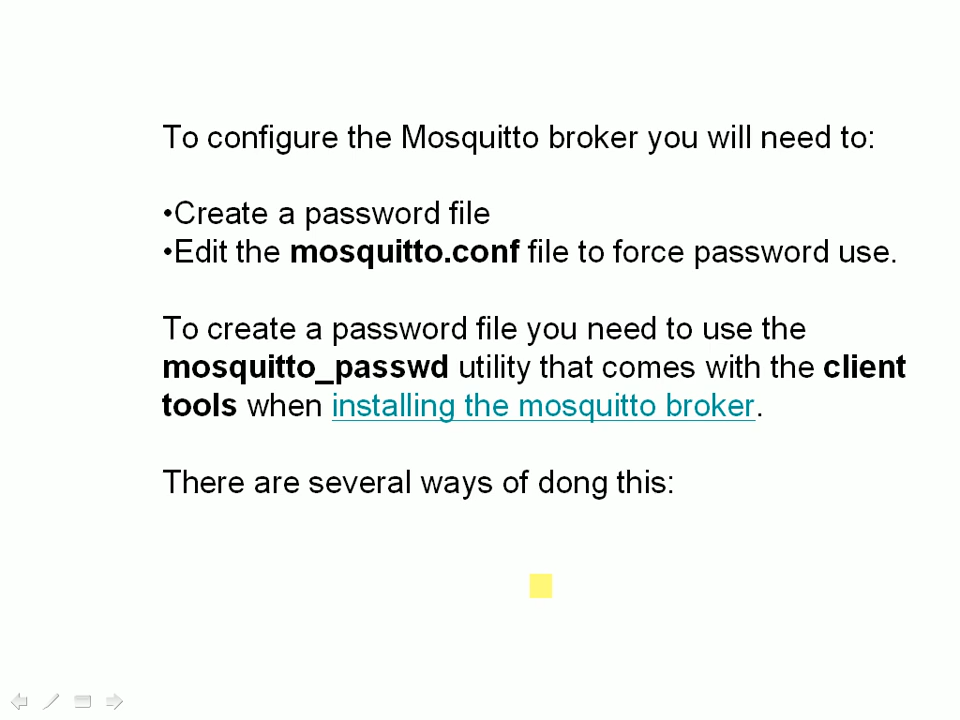 To configure the Mosquitto broker you will need to:
•Create a password file
•Edit the mosquitto.conf file to force password use.
To create a password file you need to use the
mosquitto_passwd utility that comes with the client
tools when installing the mosquitto broker.
There are several ways of dong this: